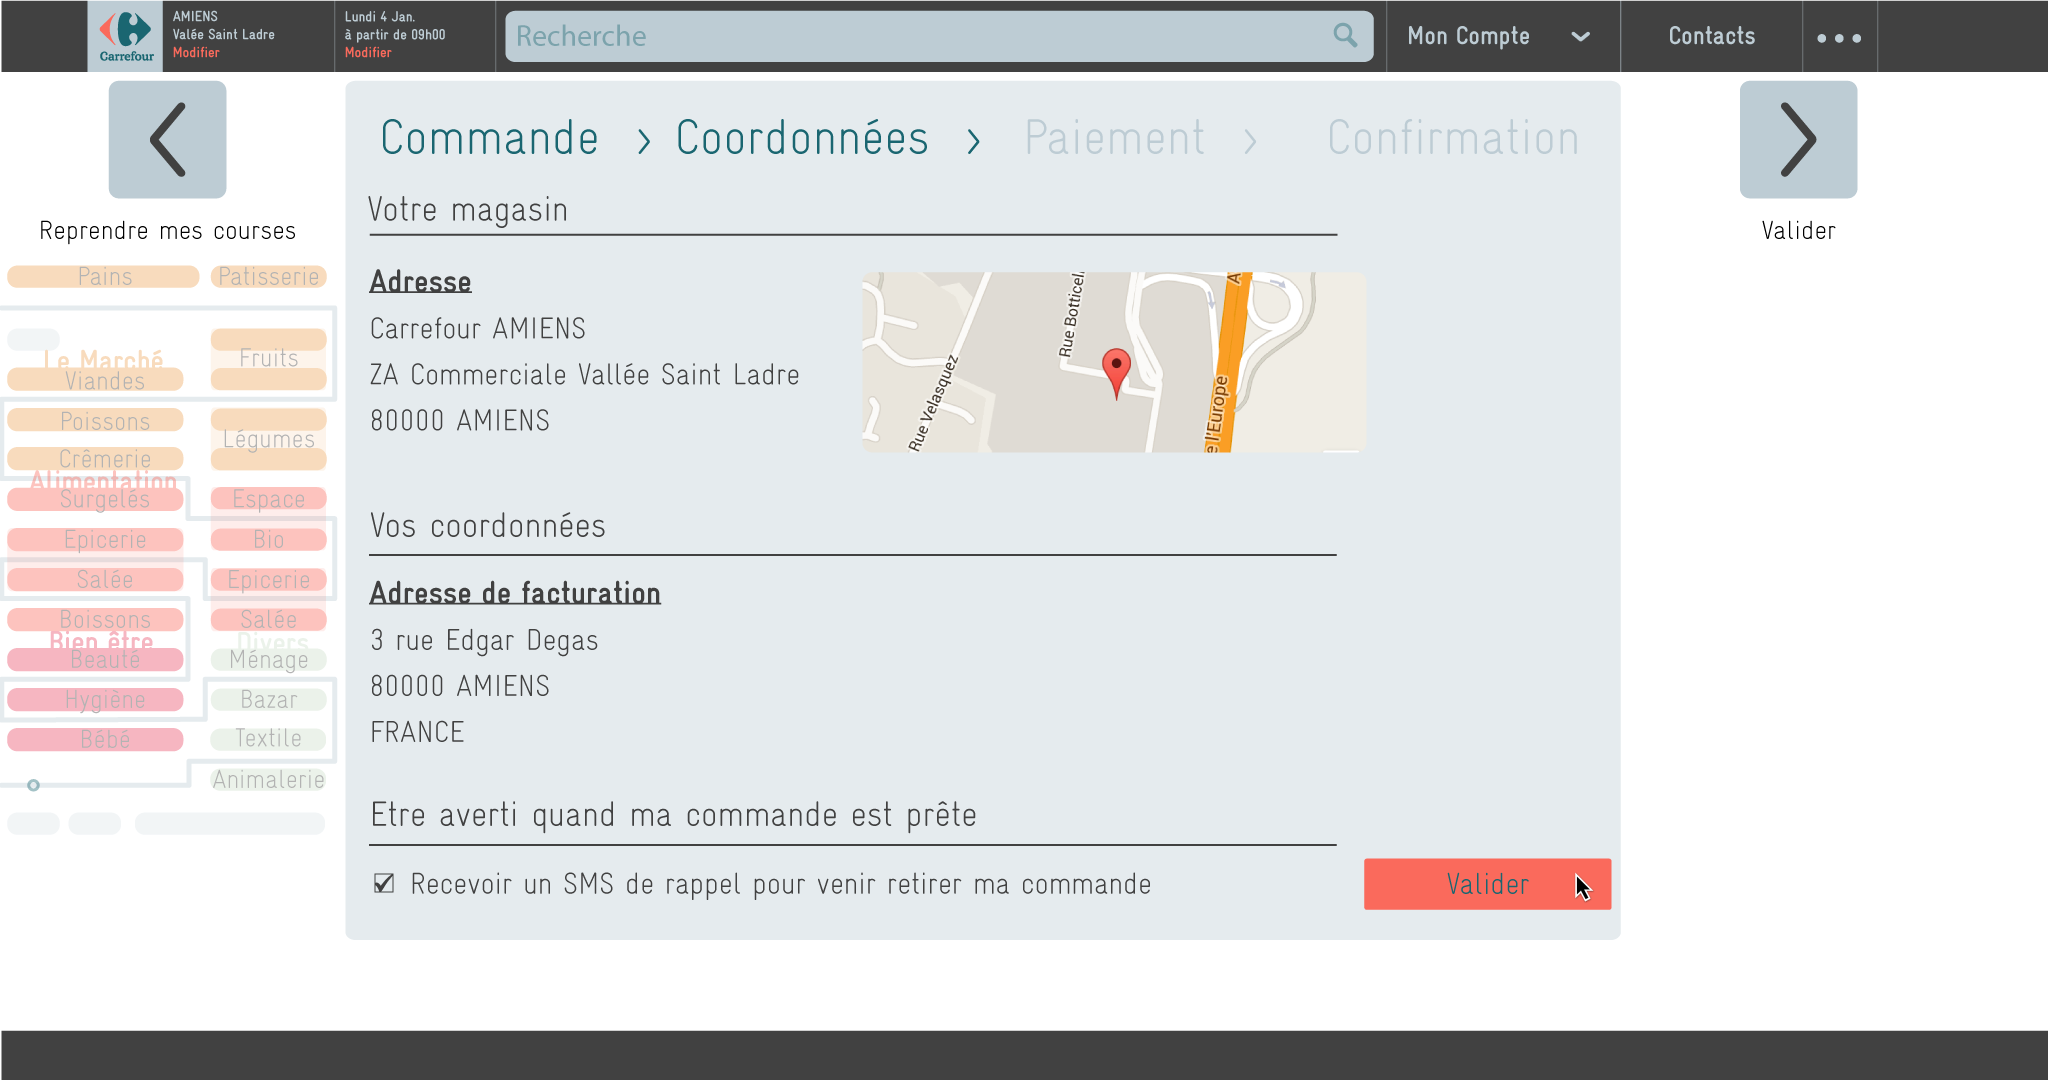 AMIENS
Valée Saint Ladre
Modifier
Carrefour
Lundi 4 Jan.
à partir de 09h00
Modifier
Recherche
Mon Compte
Contacts
Reprendre mes courses
Valider
Commande > Coordonnées > Paiement > Confirmation
Votre magasin
Adresse
Carrefour AMIENS
ZA Commerciale Vallée Saint Ladre
80000 AMIENS
Rue Velasquez
Rue Botticel
A
e l'Europe
Vos coordonnées
Adresse de facturation
3 rue Edgar Degas
80000 AMIENS
FRANCE
Etre averti quand ma commande est prête
Recevoir un SMS de rappel pour venir retirer ma commande
Valider
Pains
Patisserie
Le Marché
Fruits
Viandes
Poissons
Légumes
Crêmerie
Alimentation
Surgelés
Espace
Epicerie
Bio
Salée
Epicerie
Boissons
Salée
Bien être
Divers
Beauté
Ménage
Hygiène
Bazar
Bébé
Textile
Animalerie